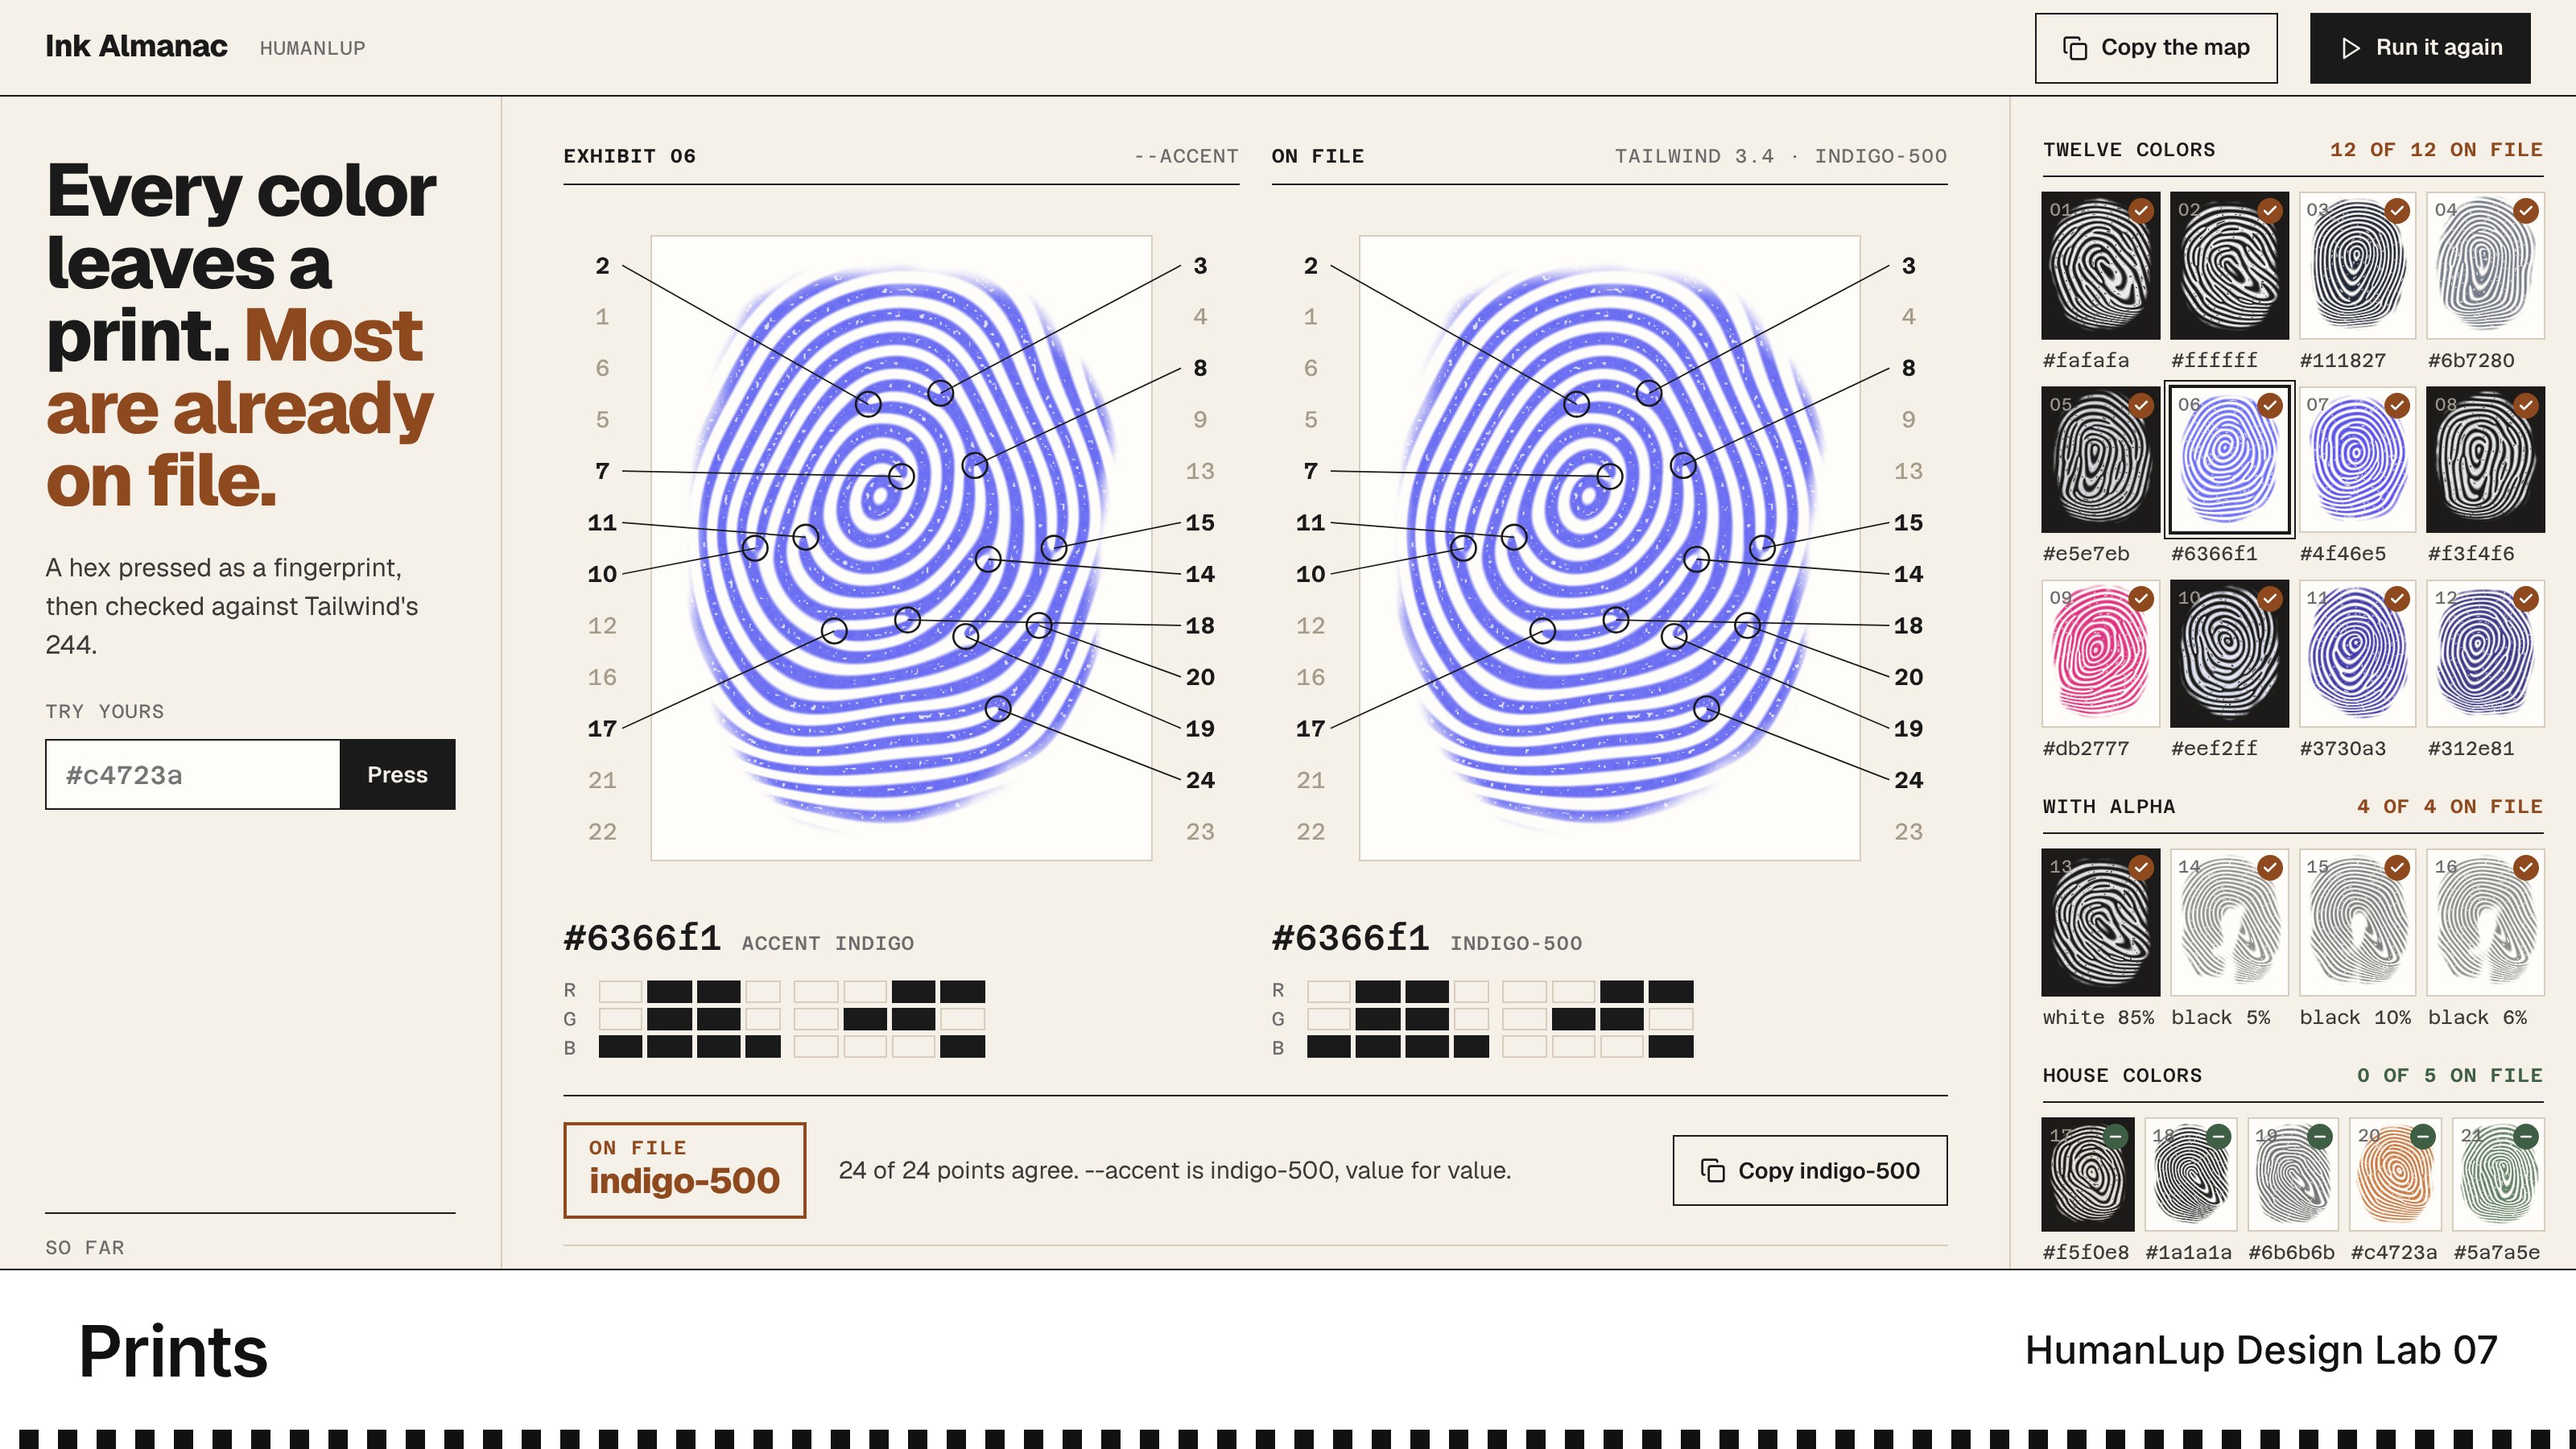 Ink Almanac HUMANLUP
Copy the map
Run it again
Every color
leaves a
print. Most
are already
on file.
A hex pressed as a fingerprint,
then checked against Tailwind's
244.
TRY YOURS
#c4723a Press
SO FAR
EXHIBIT 06 --ACCENT
2 3
1 4
6 8
5 9
7 13
11 15
10 14
12 18
16 20
17 19
21 24
22 23
#6366f1 ACCENT INDIGO
R
G
B
ON FILE TAILWIND 3.4 · INDIGO-500
2 3
1 4
6 8
5 9
7 13
11 15
10 14
12 18
16 20
17 19
21 24
22 23
#6366f1 INDIGO-500
R
G
B
ON FILE
indigo-500
24 of 24 points agree. --accent is indigo-500, value for value.
Copy indigo-500
TWELVE COLORS 12 OF 12 ON FILE
01 02 03 04
#fafafa #ffffff #111827 #6b7280
05 06 07 08
#e5e7eb #6366f1 #4f46e5 #f3f4f6
09 10 11 12
#db2777 #eef2ff #3730a3 #312e81
WITH ALPHA 4 OF 4 ON FILE
13 14 15 16
white 85% black 5% black 10% black 6%
HOUSE COLORS 0 OF 5 ON FILE
17 18 19 20 21
#f5f0e8 #1a1a1a #6b6b6b #c4723a #5a7a5e
Prints
HumanLup Design Lab 07